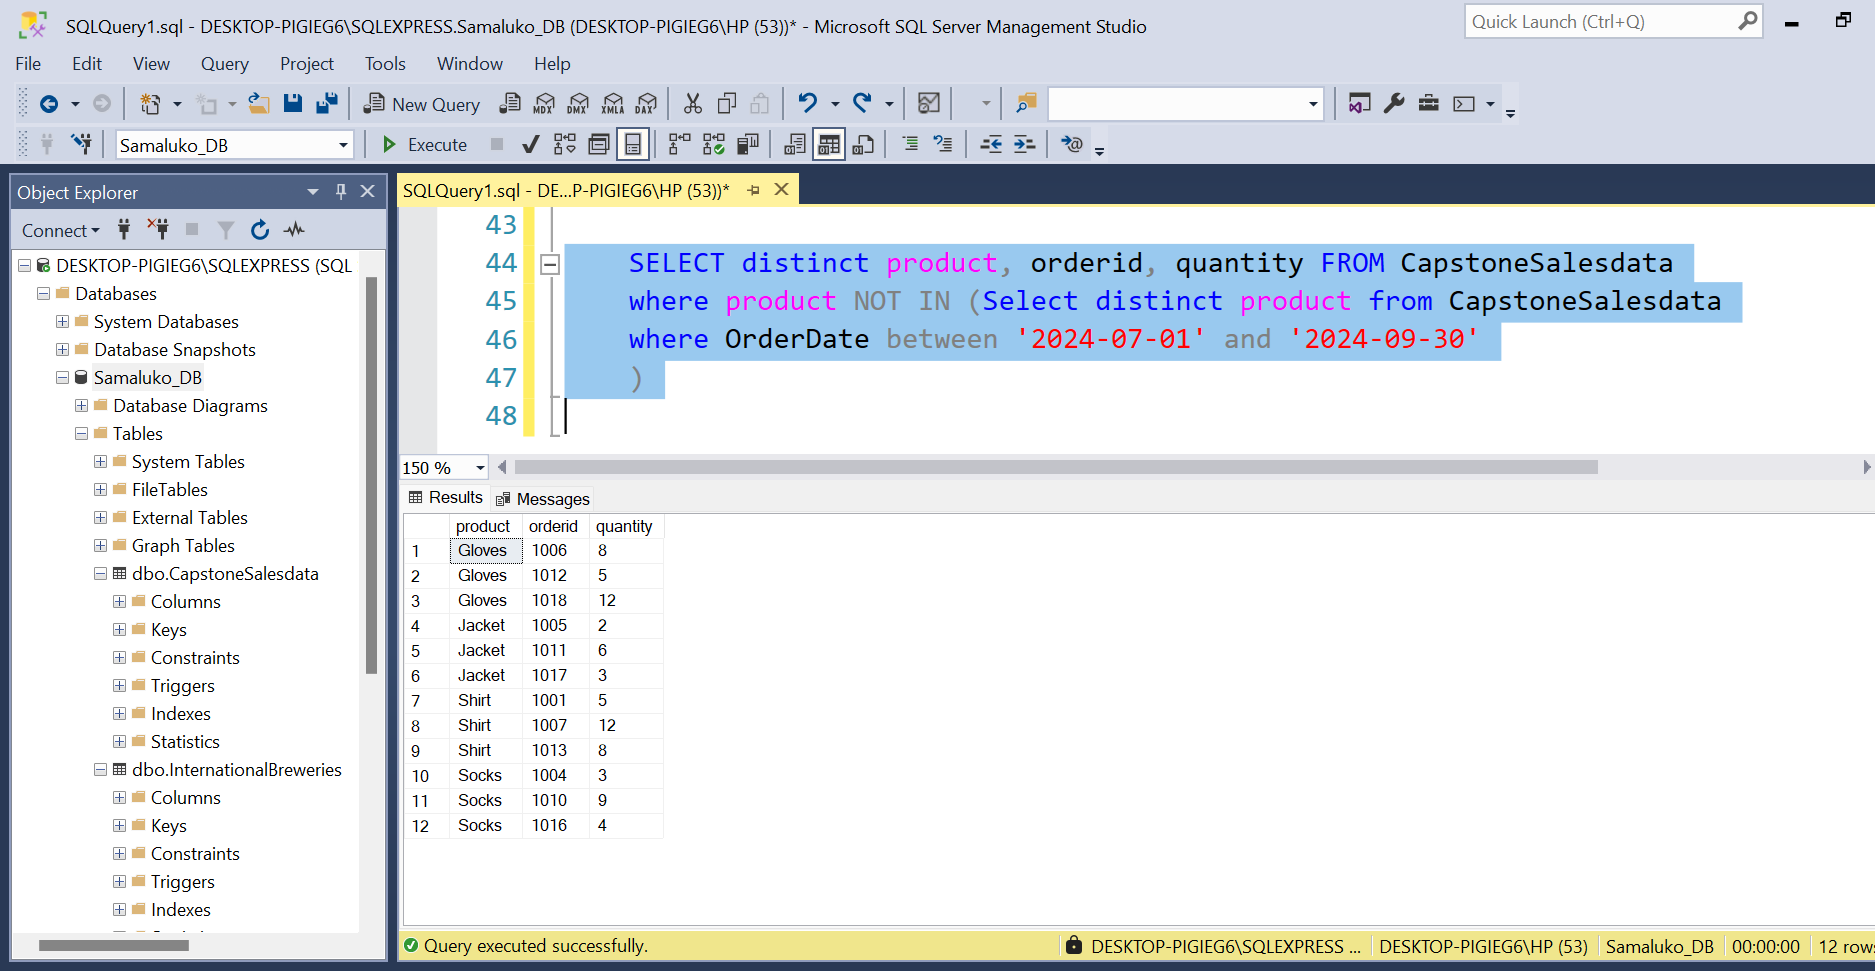 SQLQuery1.sql - DESKTOP-PIGIEG6\SQLEXPRESS.Samaluko_DB (DESKTOP-PIGIEG6\HP (53))* - Microsoft SQL Server Management Studio
Quick Launch (Ctrl+Q)
File Edit View Query Project Tools Window Help
New Query MDX DMX XMLA DAX
Samaluko_DB Execute
Object Explorer
Connect
DESKTOP-PIGIEG6\SQLEXPRESS (SQL
Databases
System Databases
Database Snapshots
Samaluko_DB
Database Diagrams
Tables
System Tables
FileTables
External Tables
Graph Tables
dbo.CapstoneSalesdata
Columns
Keys
Constraints
Triggers
Indexes
Statistics
dbo.InternationalBreweries
Columns
Keys
Constraints
Triggers
Indexes
SQLQuery1.sql - DE...P-PIGIEG6\HP (53))*
43
44 SELECT distinct product, orderid, quantity FROM CapstoneSalesdata
45 where product NOT IN (Select distinct product from CapstoneSalesdata
46 where OrderDate between '2024-07-01' and '2024-09-30'
47 )
48
150 %
Results Messages
product orderid quantity
1 Gloves 1006 8
2 Gloves 1012 5
3 Gloves 1018 12
4 Jacket 1005 2
5 Jacket 1011 6
6 Jacket 1017 3
7 Shirt 1001 5
8 Shirt 1007 12
9 Shirt 1013 8
10 Socks 1004 3
11 Socks 1010 9
12 Socks 1016 4
Query executed successfully. DESKTOP-PIGIEG6\SQLEXPRESS ... DESKTOP-PIGIEG6\HP (53) Samaluko_DB 00:00:00 12 rows